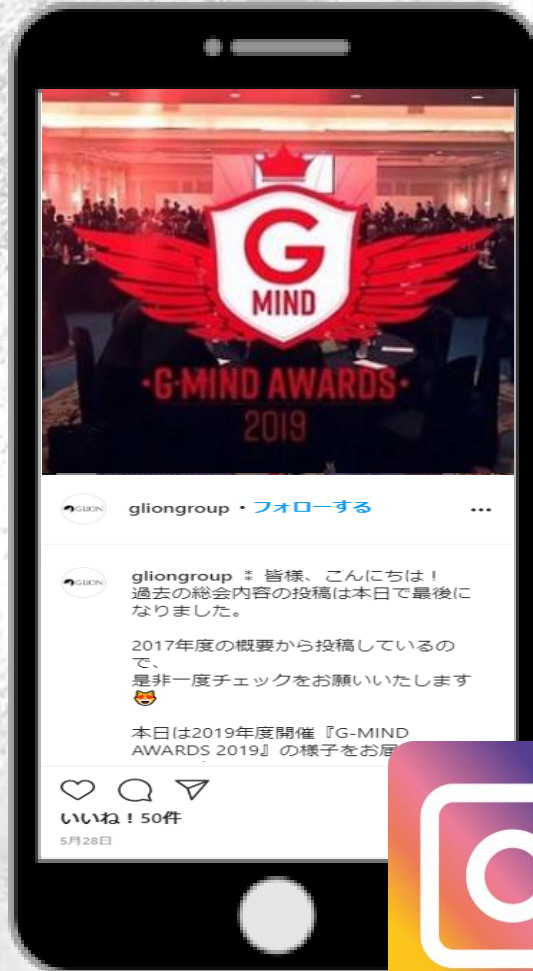 G
MIND
・G-MIND AWARDS・
2019
GLION
gliongroup • フォローする
GLION
gliongroup ＊ 皆様、こんにちは！
過去の総会内容の投稿は本日で最後に
なりました。
2017年度の概要から投稿しているの
で、
是非一度チェックをお願いいたします
😻
本日は2019年度開催『G-MIND
AWARDS 2019』の様子をお届
いいね！50件
5月28日